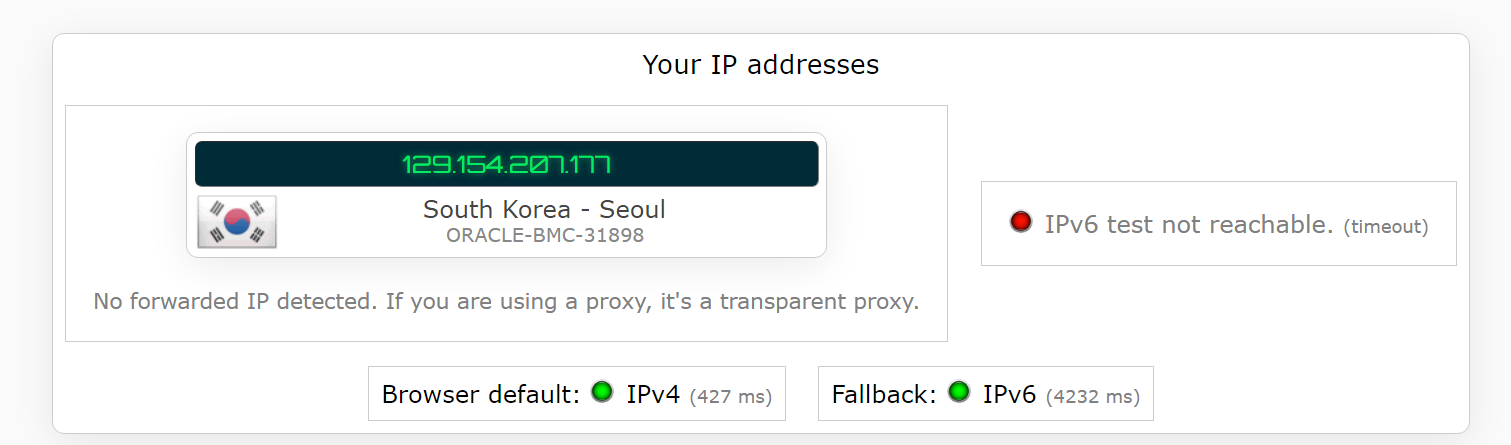 Your IP addresses
129.154.207.177
South Korea - Seoul
ORACLE-BMC-31898
No forwarded IP detected. If you are using a proxy, it's a transparent proxy.
IPv6 test not reachable. (timeout)
Browser default: IPv4 (427 ms)
Fallback: IPv6 (4232 ms)